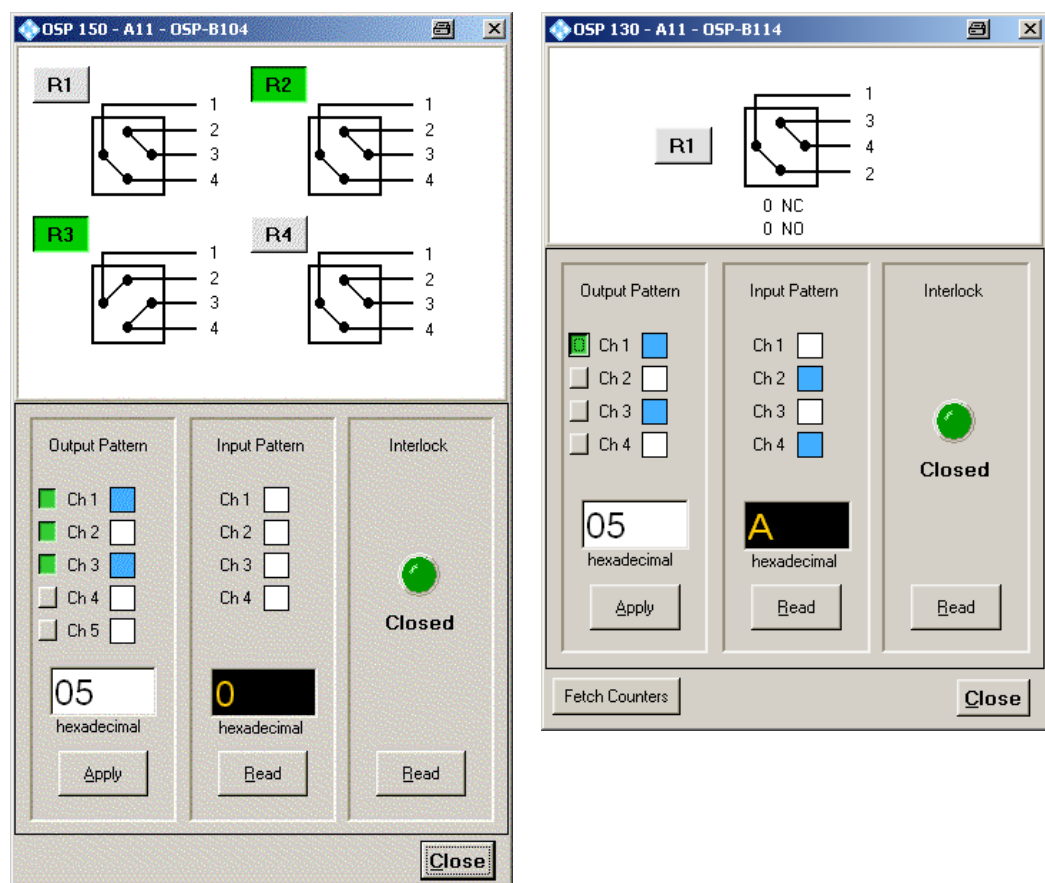 OSP 150 - A11 - OSP-B104
R1
1
2
3
4
R2
1
2
3
4
R3
1
2
3
4
R4
1
2
3
4
Output Pattern
Ch 1
Ch 2
Ch 3
Ch 4
Ch 5
05
hexadecimal
Apply
Input Pattern
Ch 1
Ch 2
Ch 3
Ch 4
0
hexadecimal
Read
Interlock
Closed
Read
Close
OSP 130 - A11 - OSP-B114
R1
1
3
4
2
0 NC
0 NO
Output Pattern
Ch 1
Ch 2
Ch 3
Ch 4
05
hexadecimal
Apply
Input Pattern
Ch 1
Ch 2
Ch 3
Ch 4
A
hexadecimal
Read
Interlock
Closed
Read
Fetch Counters
Close